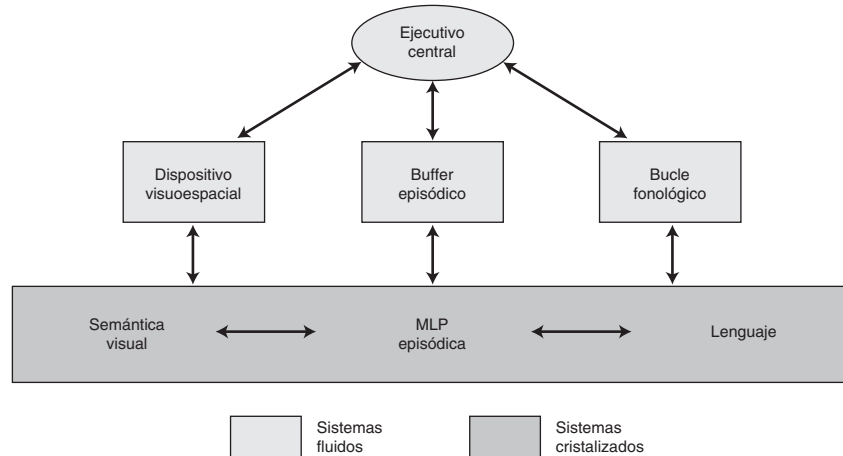 Ejecutivo
central
Dispositivo
visuoespacial
Buffer
episódico
Bucle
fonológico
Semántica
visual
MLP
episódica
Lenguaje
Sistemas
fluidos
Sistemas
cristalizados